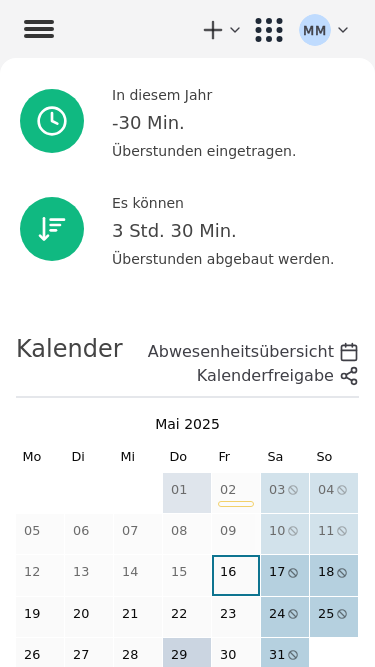 MM
In diesem Jahr
-30 Min.
Überstunden eingetragen.
Es können
3 Std. 30 Min.
Überstunden abgebaut werden.
Kalender
Abwesenheitsübersicht
Kalenderfreigabe
Mai 2025
Mo Di Mi Do Fr Sa So
01 02 03 04
05 06 07 08 09 10 11
12 13 14 15 16 17 18
19 20 21 22 23 24 25
26 27 28 29 30 31